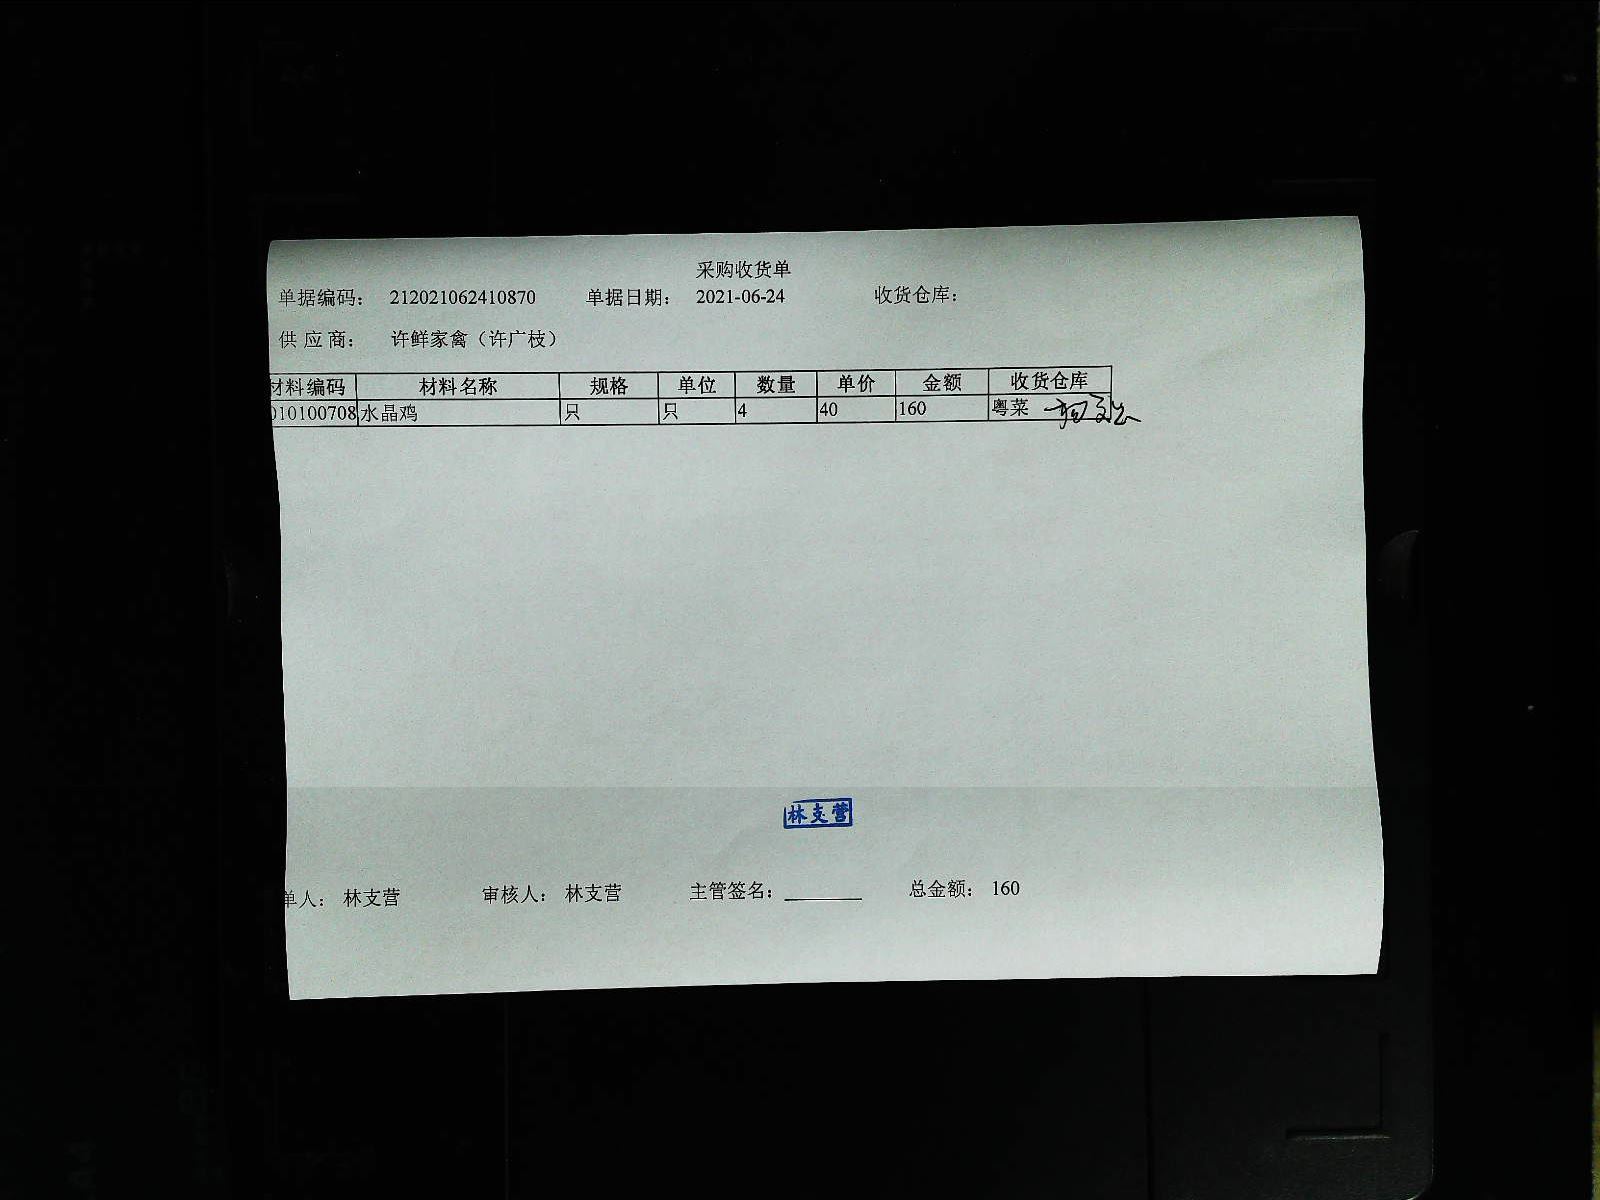 采购收货单
单据编码： 212021062410870 单据日期： 2021-06-24 收货仓库：
供 应 商： 许鲜家禽（许广枝）
材料编码 材料名称 规格 单位 数量 单价 金额 收货仓库
010100708 水晶鸡 只 只 4 40 160 粤菜
林支营
单人： 林支营 审核人： 林支营 主管签名： 总金额： 160